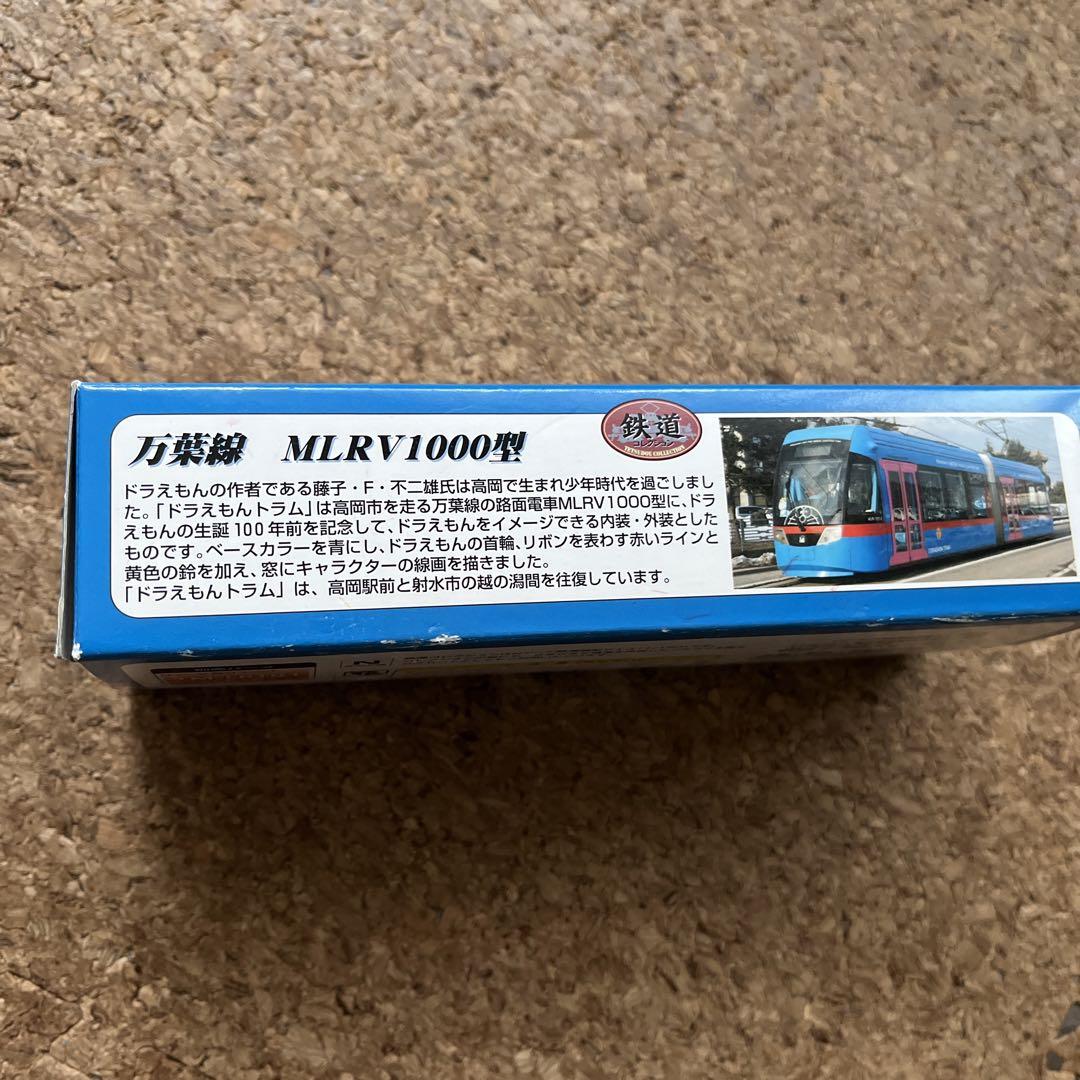 万葉線 MLRV1000型
鉄道
コレクション
TETSUDOU COLLECTION
ドラえもんの作者である藤子・F・不二雄氏は高岡で生まれ少年時代を過ごしまし
た。「ドラえもんトラム」は高岡市を走る万葉線の路面電車MLRV1000型に、ドラ
えもんの生誕100年前を記念して、ドラえもんをイメージできる内装・外装とした
ものです。ベースカラーを青にし、ドラえもんの首輪、リボンを表わす赤いラインと
黄色の鈴を加え、窓にキャラクターの線画を描きました。
「ドラえもんトラム」は、高岡駅前と射水市の越の潟間を往復しています。